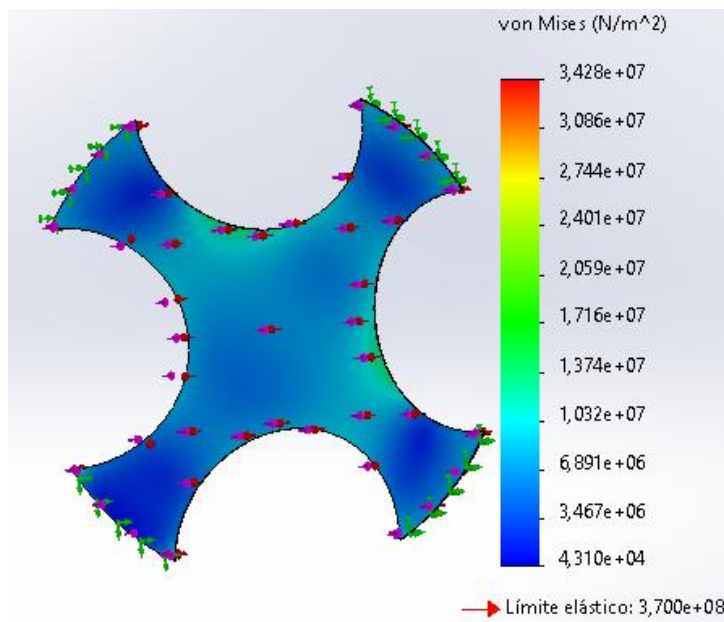 von Mises (N/m^2)
3,428e+07
3,086e+07
2,744e+07
2,401e+07
2,059e+07
1,716e+07
1,374e+07
1,032e+07
6,891e+06
3,467e+06
4,310e+04
Límite elástico: 3,700e+08